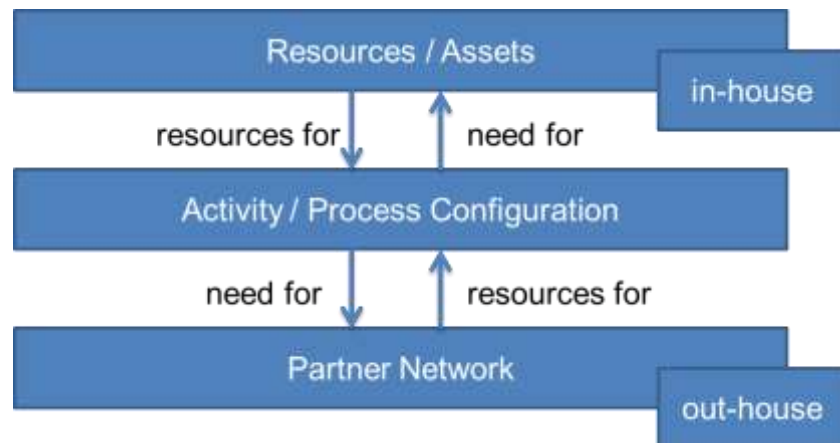 Resources / Assets
in-house
resources for
need for
Activity / Process Configuration
need for
resources for
Partner Network
out-house